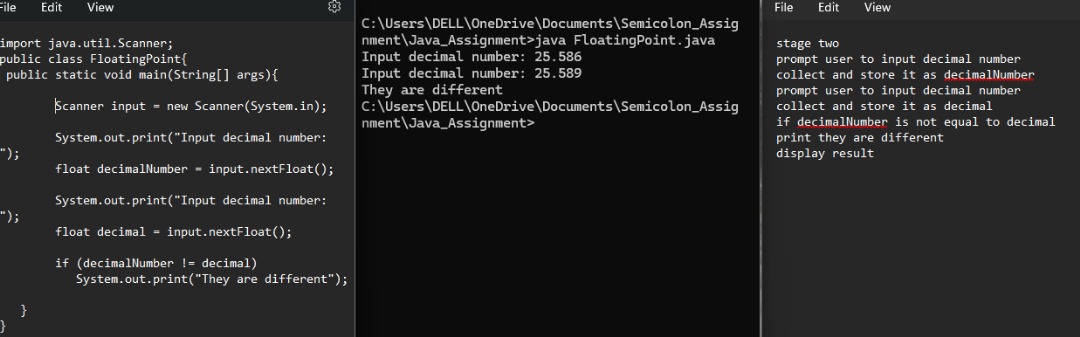 File Edit View
import java.util.Scanner;
public class FloatingPoint{
public static void main(String[] args){
Scanner input = new Scanner(System.in);
System.out.print("Input decimal number:
");
float decimalNumber = input.nextFloat();
System.out.print("Input decimal number:
");
float decimal = input.nextFloat();
if (decimalNumber != decimal)
System.out.print("They are different");
}
}
C:\Users\DELL\OneDrive\Documents\Semicolon_Assig
nment\Java_Assignment>java FloatingPoint.java
Input decimal number: 25.586
Input decimal number: 25.589
They are different
C:\Users\DELL\OneDrive\Documents\Semicolon_Assig
nment\Java_Assignment>
File Edit View
stage two
prompt user to input decimal number
collect and store it as decimalNumber
prompt user to input decimal number
collect and store it as decimal
if decimalNumber is not equal to decimal
print they are different
display result